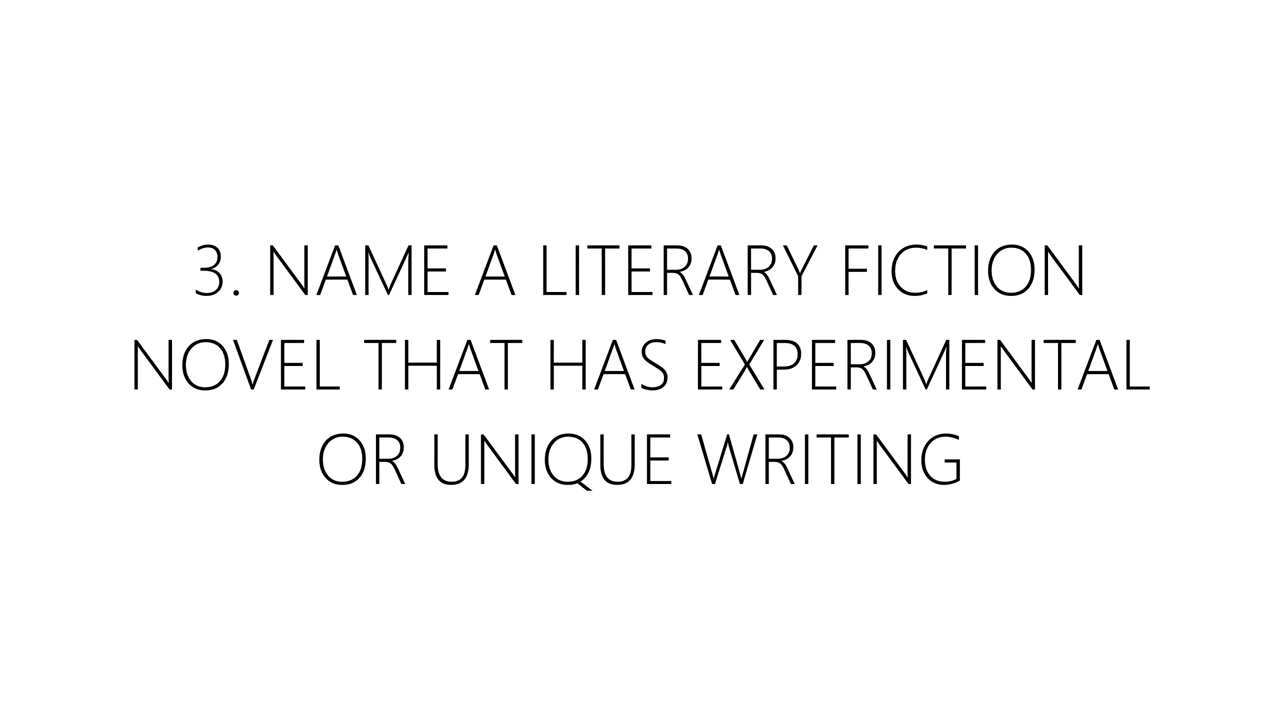 3. NAME A LITERARY FICTION
NOVEL THAT HAS EXPERIMENTAL
OR UNIQUE WRITING